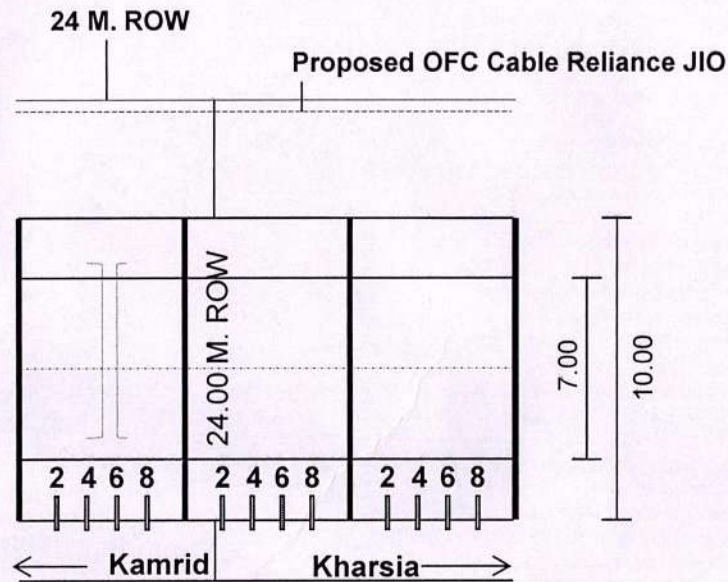 24 M. ROW
Proposed OFC Cable Reliance JIO
24.00 M. ROW
7.00
10.00
2 4 6 8 2 4 6 8 2 4 6 8
Kamrid Kharsia